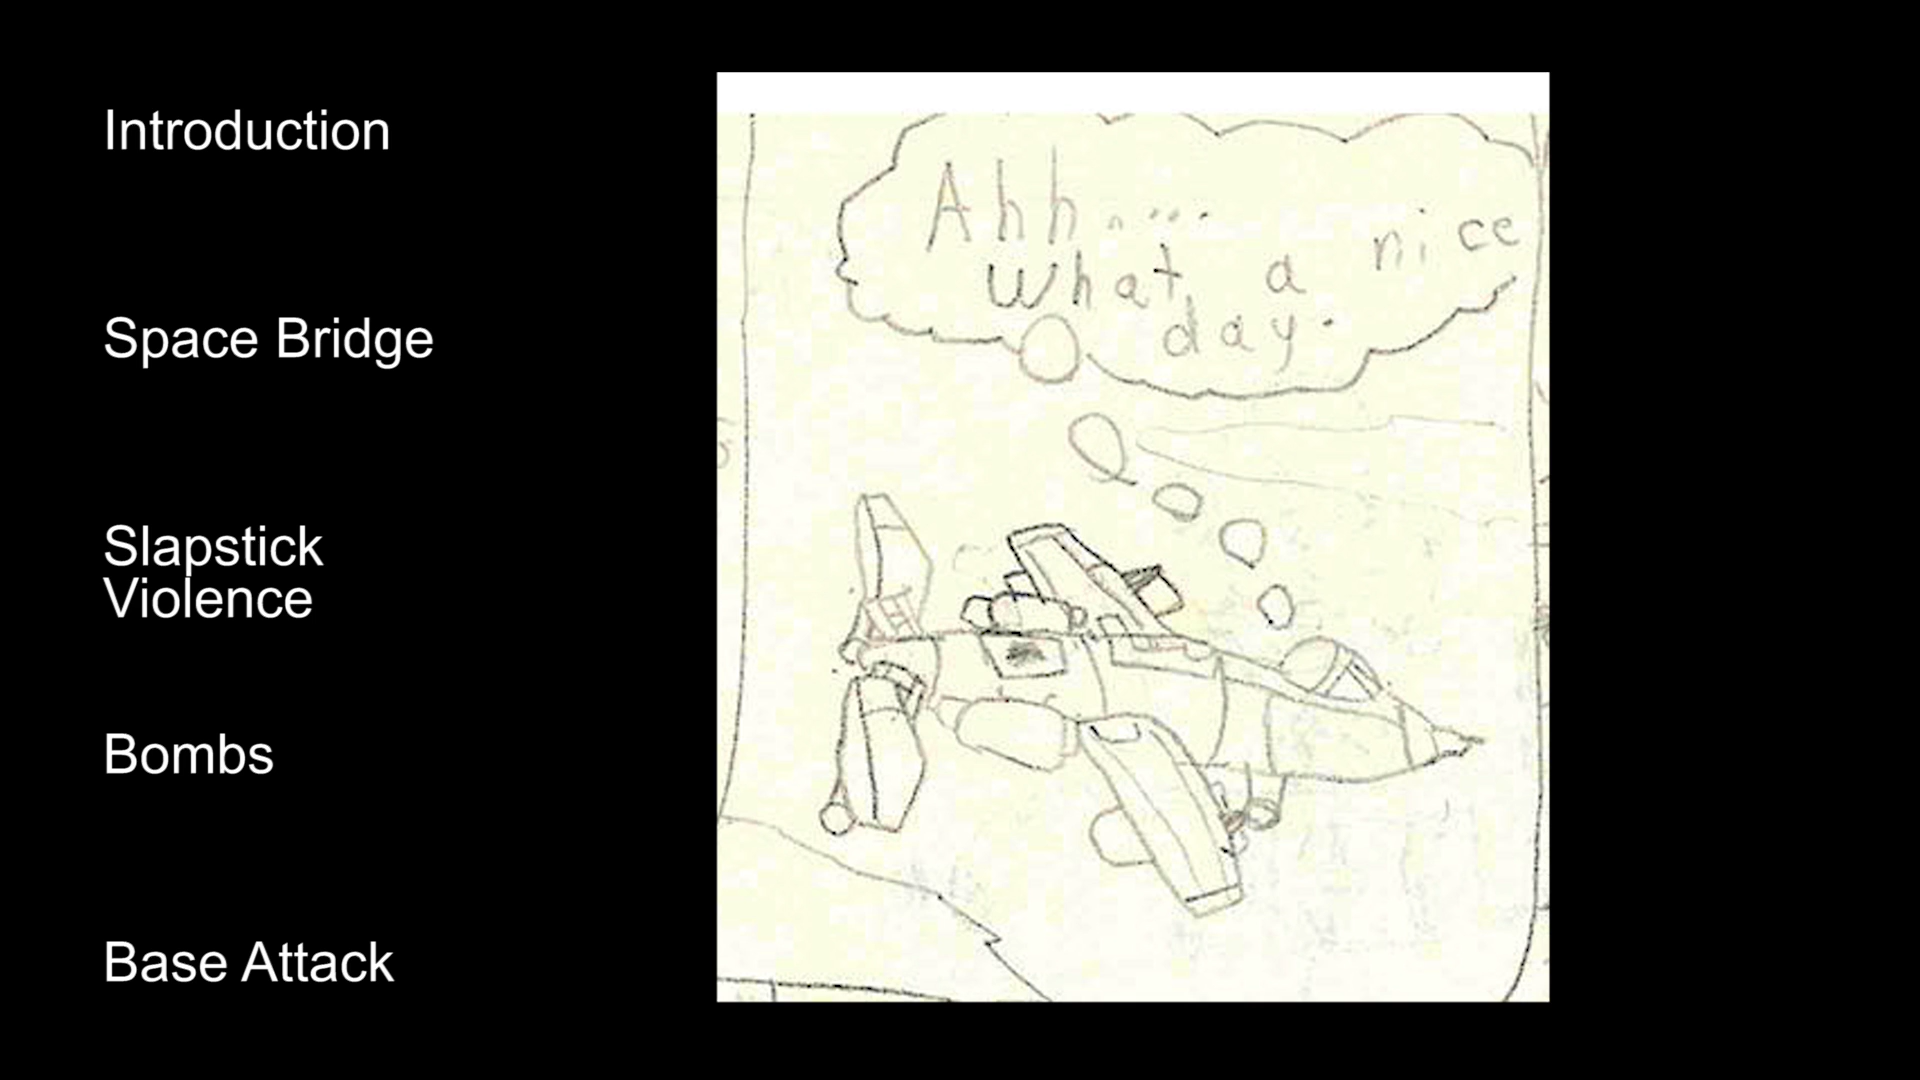 Introduction
Space Bridge
Slapstick
Violence
Bombs
Base Attack
Ahh.....
what a nice
day.